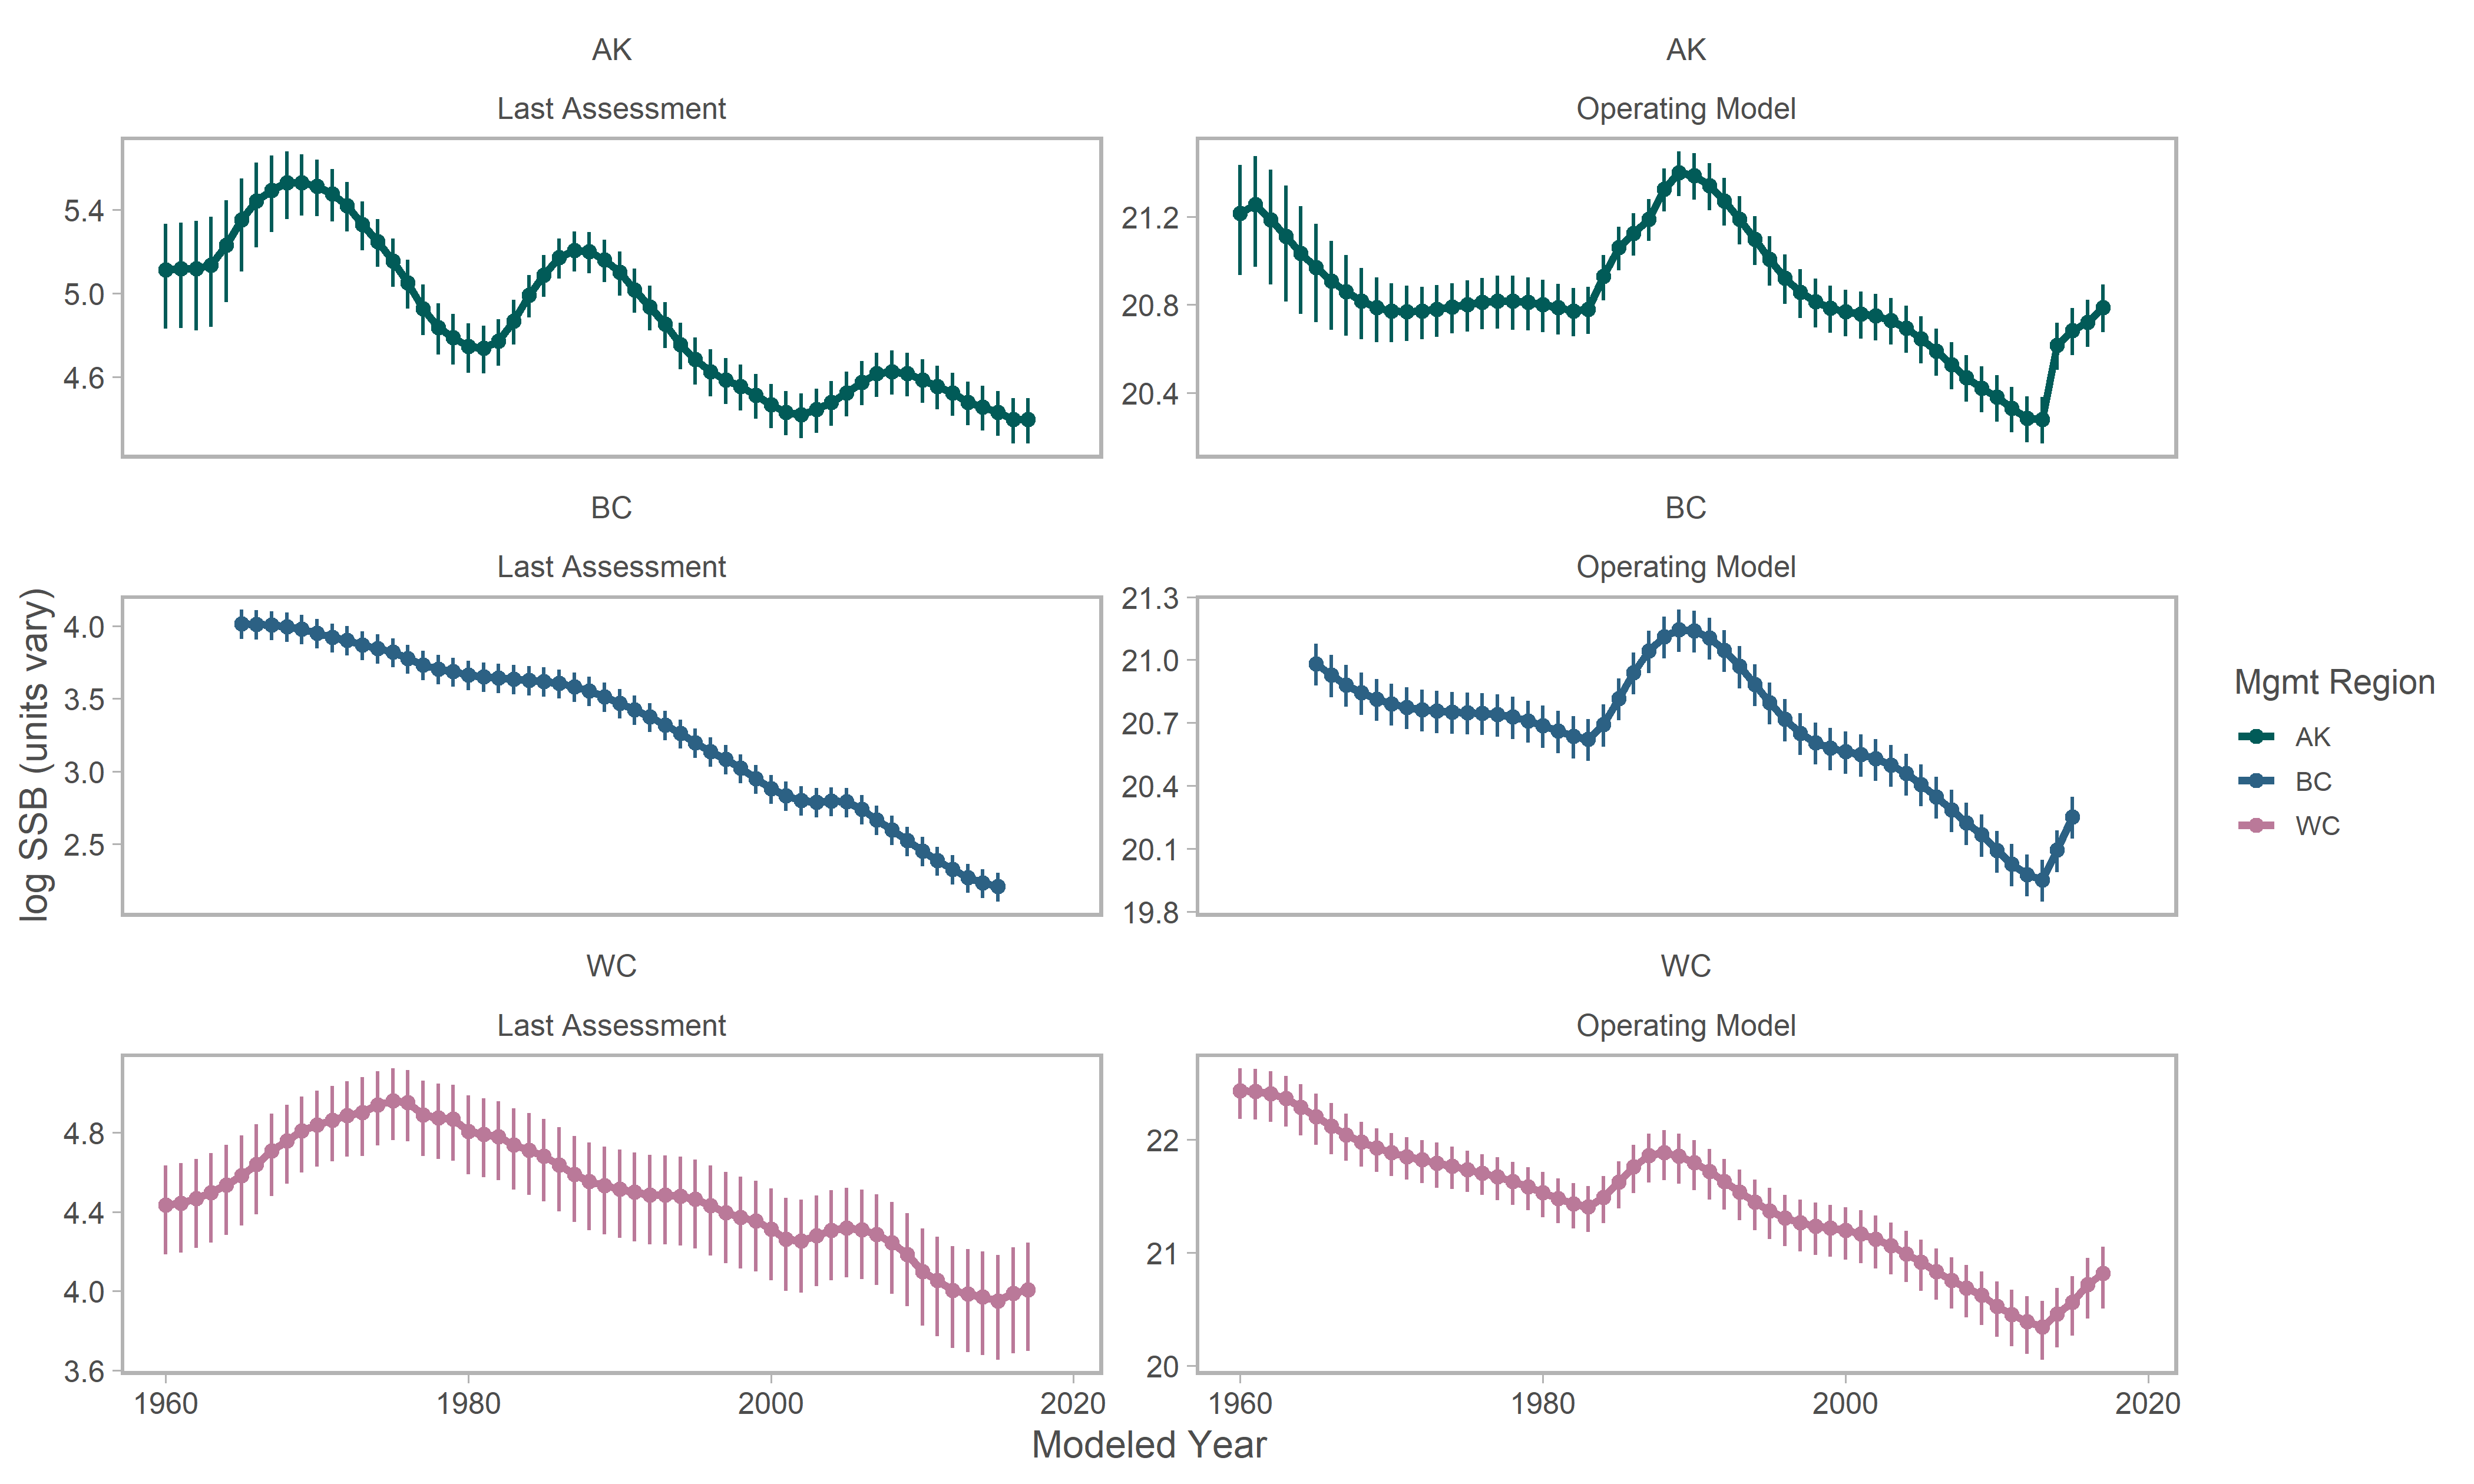 AK
Last Assessment
5.4
5.0
4.6
AK
Operating Model
21.2
20.8
20.4
BC
Last Assessment
4.0
3.5
3.0
2.5
BC
Operating Model
21.3
21.0
20.7
20.4
20.1
19.8
WC
Last Assessment
4.8
4.4
4.0
3.6
1960 1980 2000 2020
WC
Operating Model
22
21
20
1960 1980 2000 2020
log SSB (units vary)
Modeled Year
Mgmt Region
AK
BC
WC